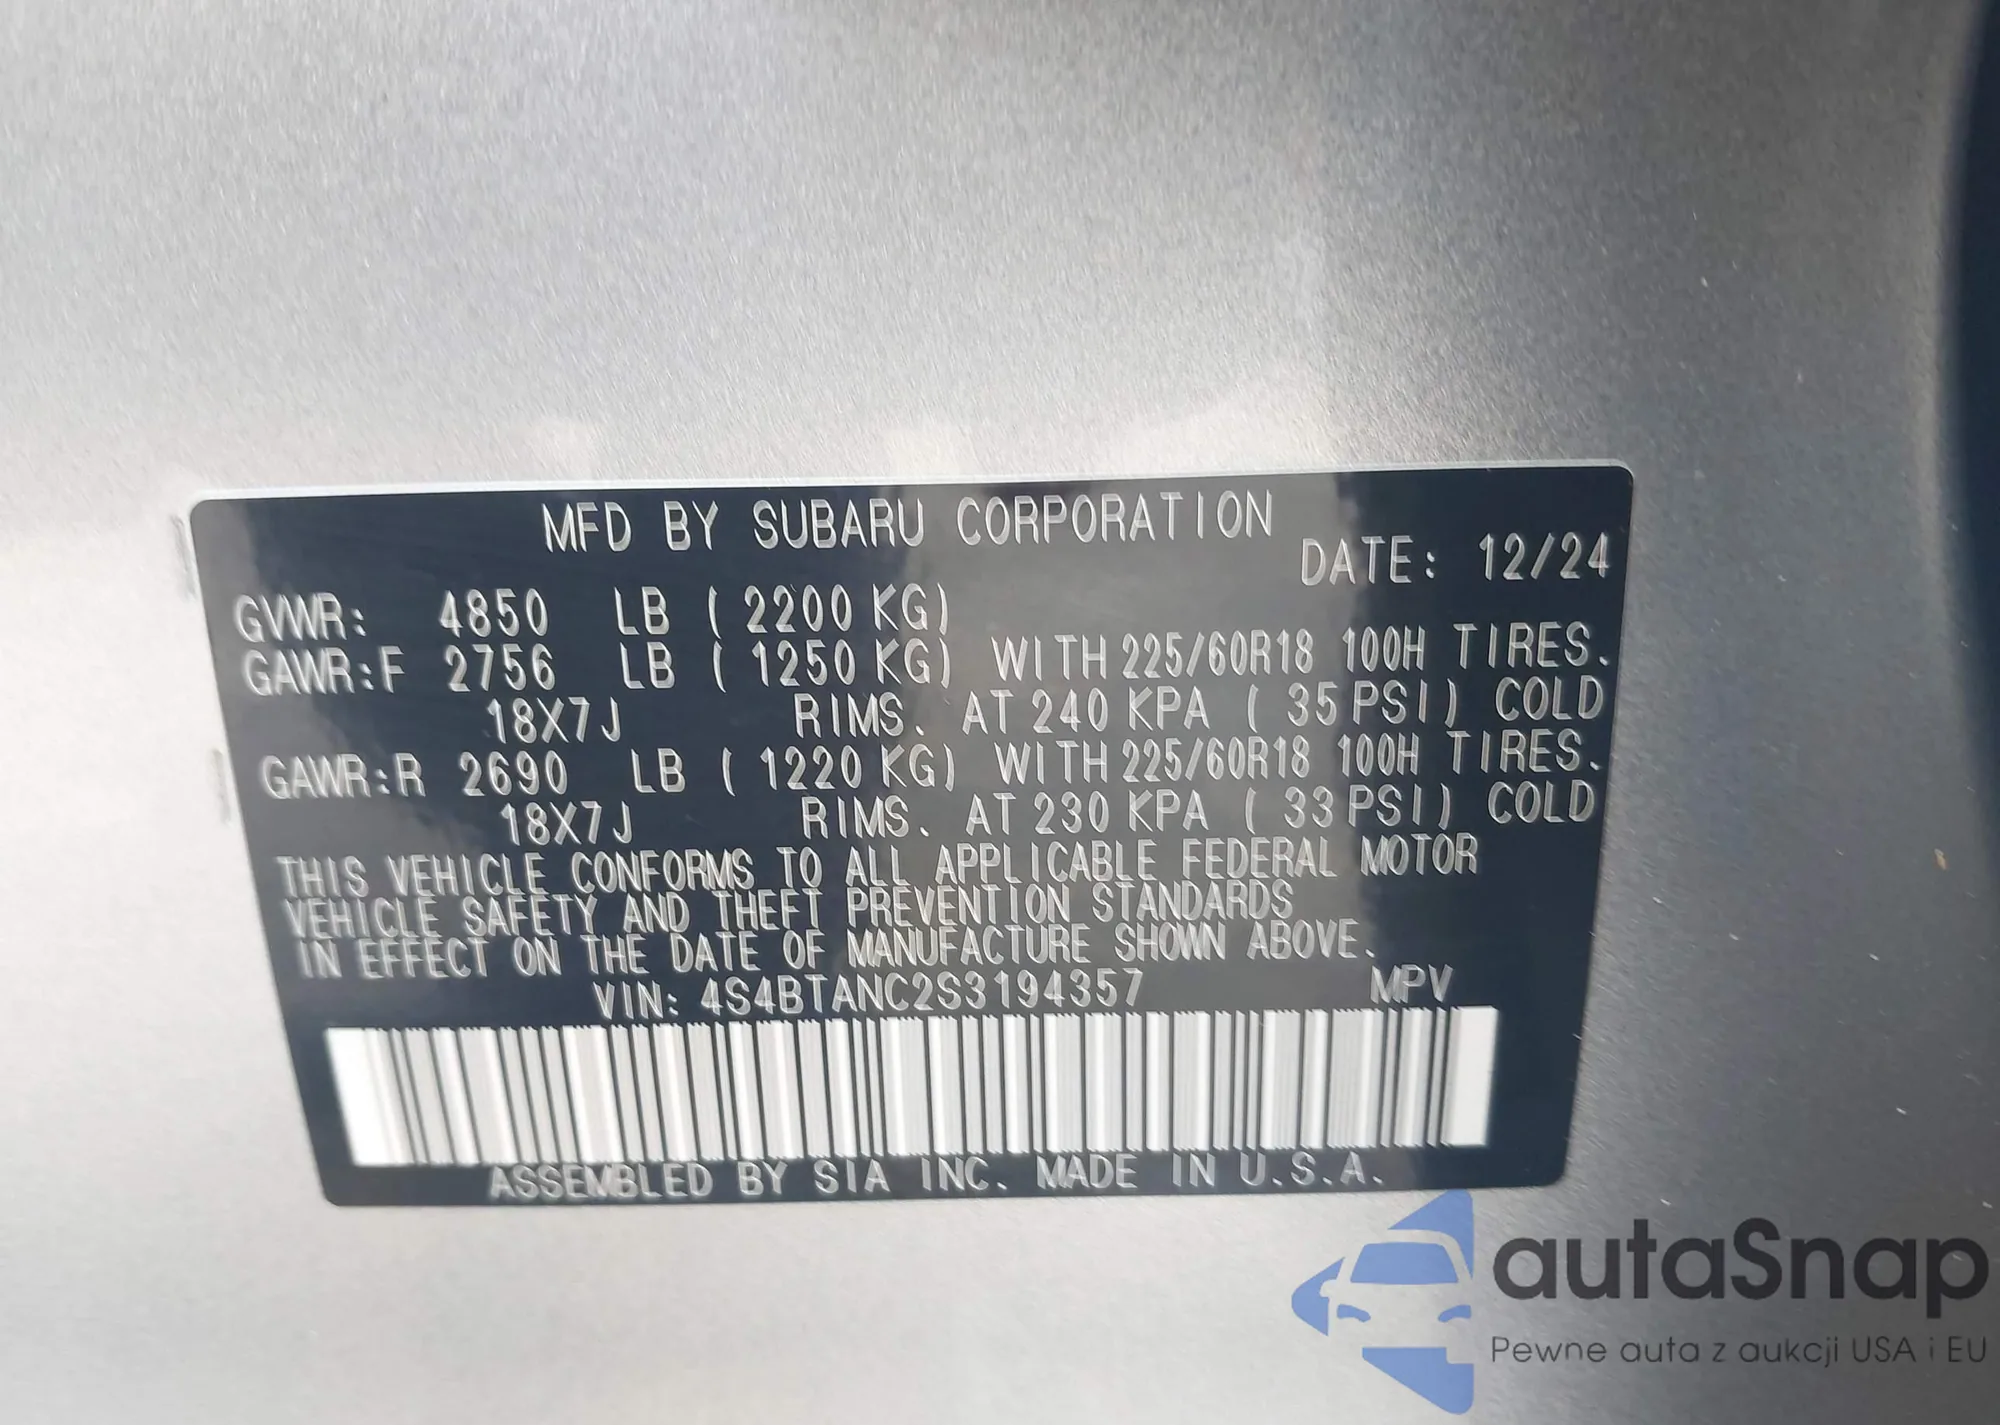 MFD BY SUBARU CORPORATION
DATE: 12/24
GVWR: 4850 LB ( 2200 KG)
GAWR:F 2756 LB ( 1250 KG) WITH 225/60R18 100H TIRES.
18X7J RIMS. AT 240 KPA ( 35 PSI) COLD
GAWR:R 2690 LB ( 1220 KG) WITH 225/60R18 100H TIRES.
18X7J RIMS. AT 230 KPA ( 33 PSI) COLD
THIS VEHICLE CONFORMS TO ALL APPLICABLE FEDERAL MOTOR
VEHICLE SAFETY AND THEFT PREVENTION STANDARDS
IN EFFECT ON THE DATE OF MANUFACTURE SHOWN ABOVE.
VIN: 4S4BTANC2S3194357 MPV
ASSEMBLED BY SIA INC. MADE IN U.S.A.
autaSnap
Pewne auta z aukcji USA i EU